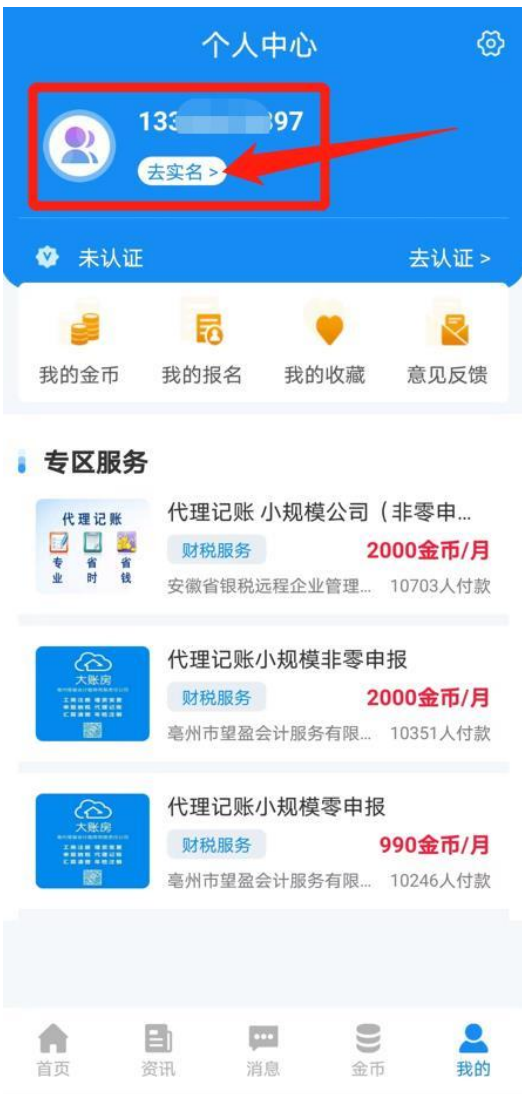 个人中心
133 397
去实名 >
未认证
去认证 >
我的金币
我的报名
我的收藏
意见反馈
专区服务
代理记账
专业
省时
省钱
代理记账 小规模公司（非零申...
财税服务
2000金币/月
安徽省银税远程企业管理...
10703人付款
大账房
代理记账小规模非零申报
财税服务
2000金币/月
亳州市望盈会计服务有限...
10351人付款
大账房
代理记账小规模零申报
财税服务
990金币/月
亳州市望盈会计服务有限...
10246人付款
首页
资讯
消息
金币
我的